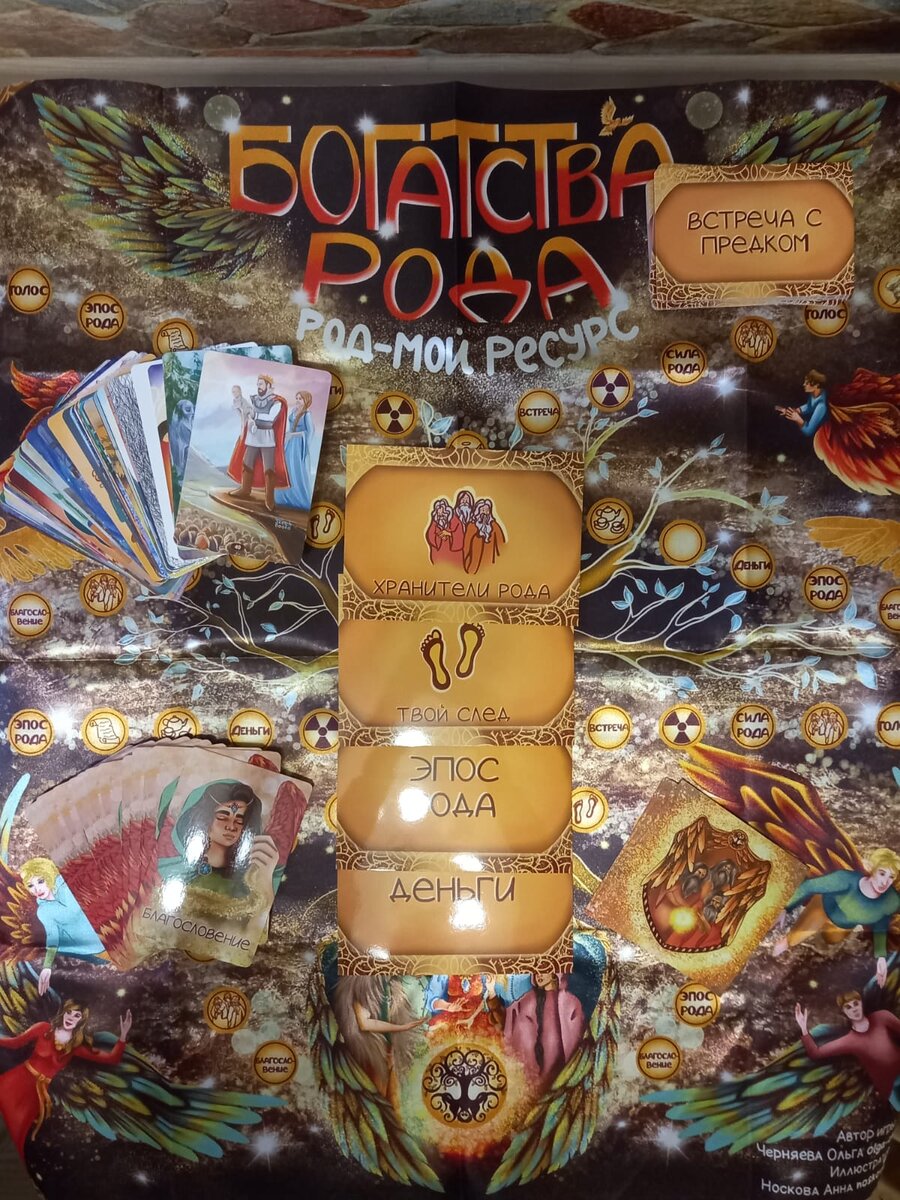 БОГАТСТВА
РОДА
РОД-МОЙ РЕСУРС
ВСТРЕЧА С
ПРЕДКОМ
ГОЛОС
ЭПОС
РОДА
ГОЛОС
СИЛА
РОДА
ВСТРЕЧА
ХРАНИТЕЛИ РОДА
ДЕНЬГИ
ЭПОС
РОДА
БЛАГОСЛО-
ВЕНИЕ
ТВОЙ СЛЕД
ЭПОС
РОДА
ДЕНЬГИ
ВСТРЕЧА
СИЛА
РОДА
ЭПОС
РОДА
ДЕНЬГИ
БЛАГОСЛОВЕНИЕ
ЭПОС
РОДА
БЛАГОСЛО-
ВЕНИЕ
БЛАГОСЛО-
ВЕНИЕ
Автор
Черняева Ольга
Носкова Анна